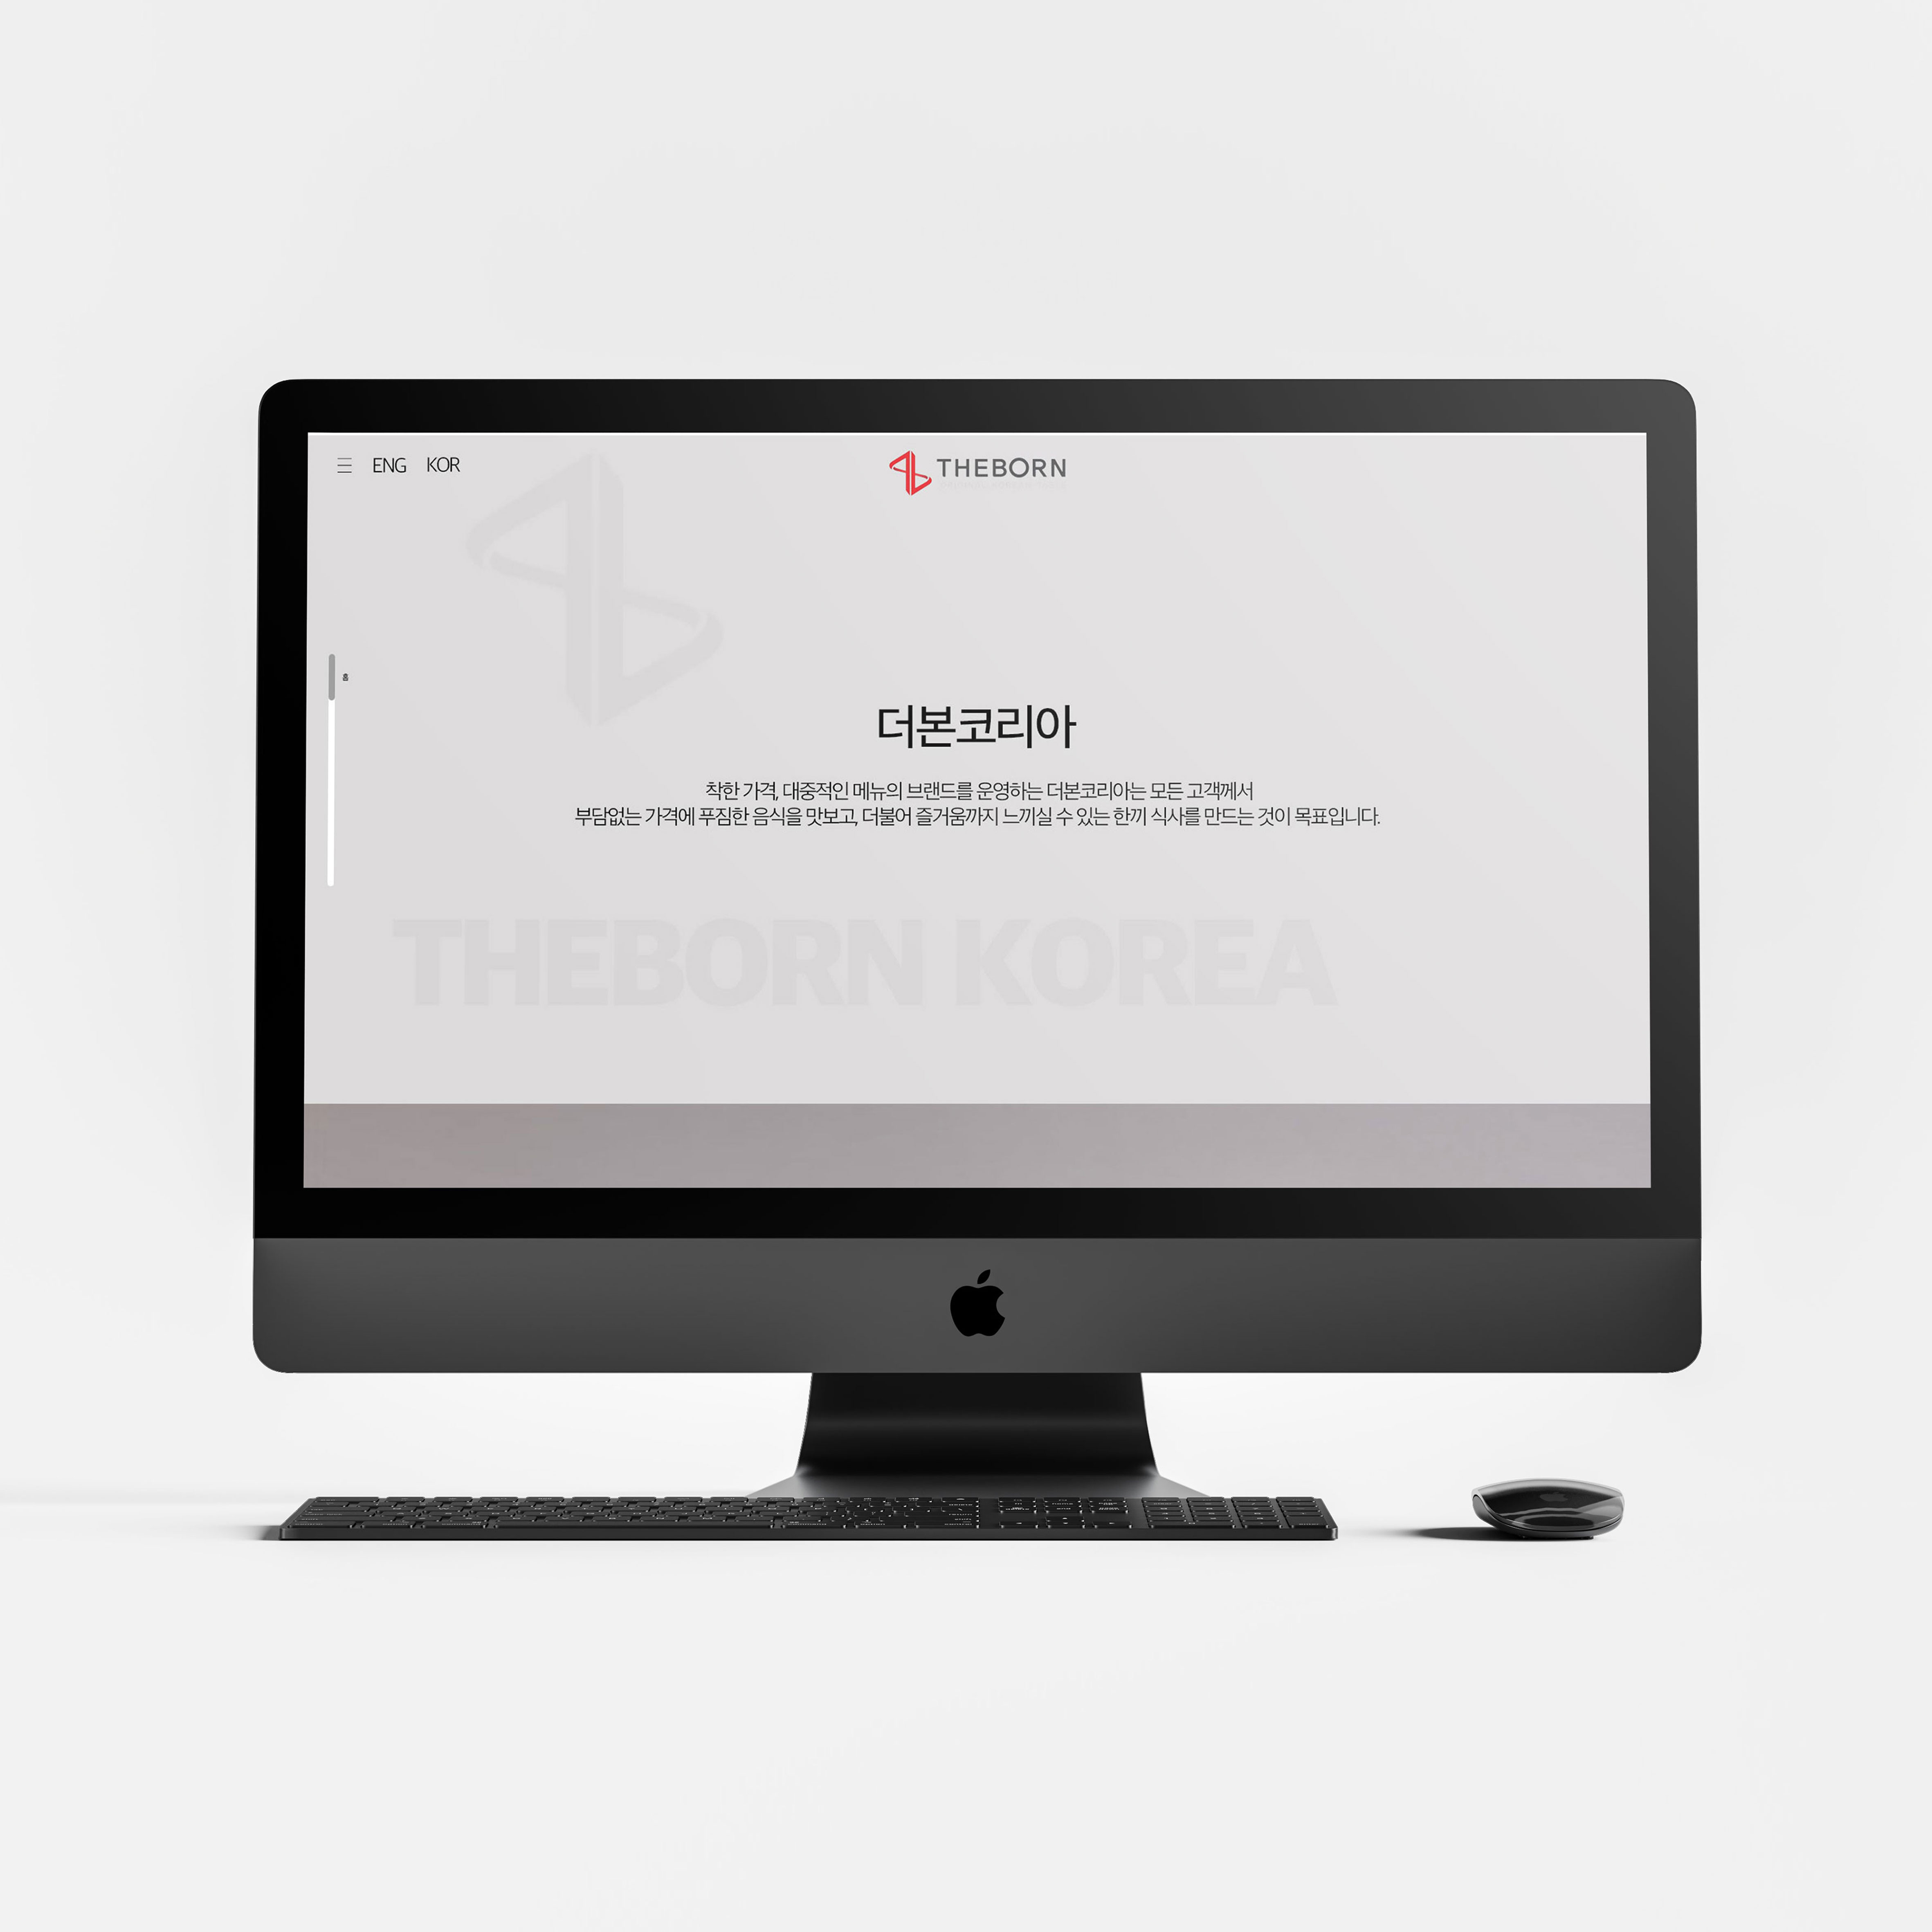 ENG KOR
THEBORN
더본코리아
착한 가격, 대중적인 메뉴의 브랜드를 운영하는 더본코리아는 모든 고객께서
부담없는 가격에 푸짐한 음식을 맛보고, 더불어 즐거움까지 느끼실 수 있는 한끼 식사를 만드는 것이 목표입니다.
THEBORN KOREA